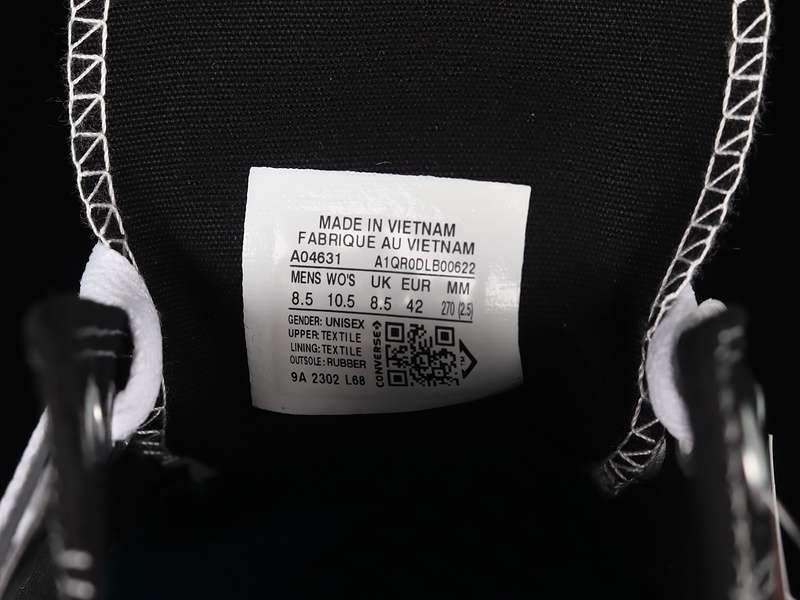 MADE IN VIETNAM
FABRIQUE AU VIETNAM
A04631 A1QR0DLB00622
MENS WO'S UK EUR MM
8.5 10.5 8.5 42 270 (2.5)
GENDER: UNISEX
UPPER: TEXTILE
LINING: TEXTILE
OUTSOLE: RUBBER
9A 2302 L68
CONVERSE